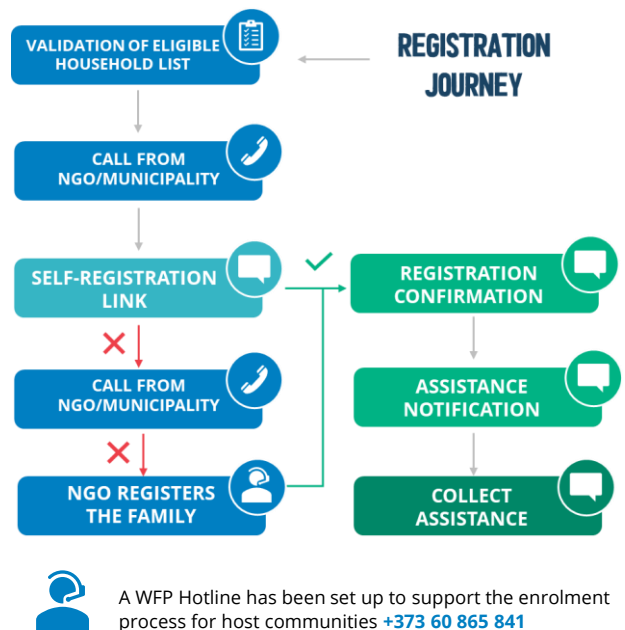 REGISTRATION
JOURNEY
VALIDATION OF ELIGIBLE
HOUSEHOLD LIST
CALL FROM
NGO/MUNICIPALITY
SELF-REGISTRATION
LINK
CALL FROM
NGO/MUNICIPALITY
NGO REGISTERS
THE FAMILY
REGISTRATION
CONFIRMATION
ASSISTANCE
NOTIFICATION
COLLECT
ASSISTANCE
A WFP Hotline has been set up to support the enrolment
process for host communities +373 60 865 841